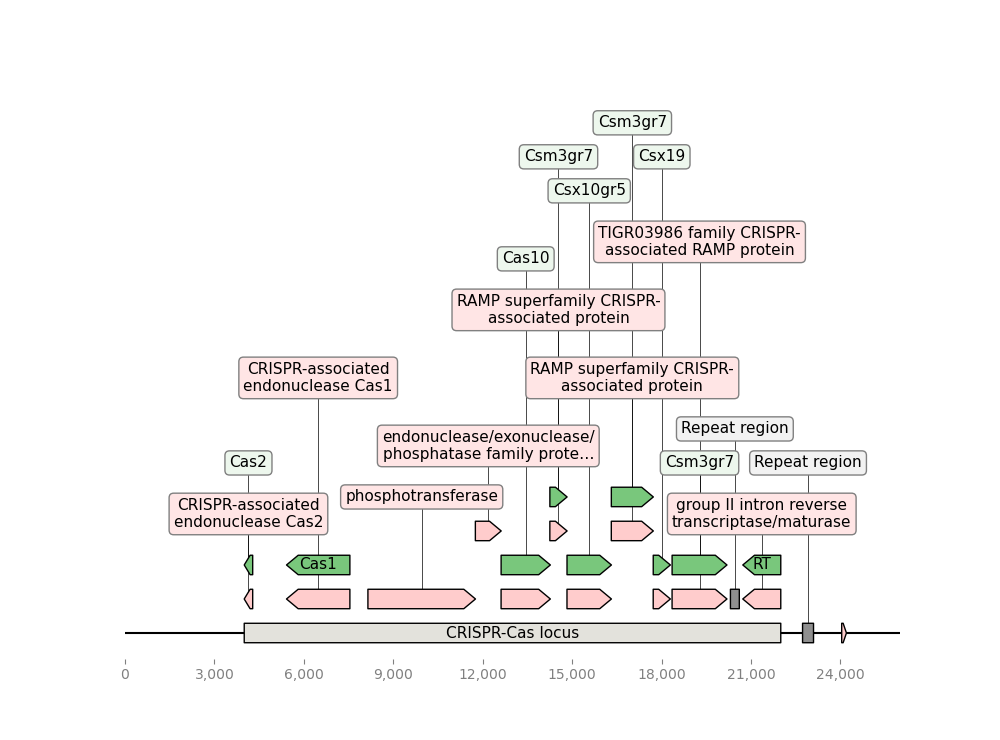 Csm3gr7
Csm3gr7
Csx19
Csx10gr5
TIGR03986 family CRISPR-
associated RAMP protein
Cas10
RAMP superfamily CRISPR-
associated protein
CRISPR-associated
endonuclease Cas1
RAMP superfamily CRISPR-
associated protein
Repeat region
endonuclease/exonuclease/
phosphatase family prote...
Cas2
Csm3gr7
Repeat region
phosphotransferase
CRISPR-associated
endonuclease Cas2
group II intron reverse
transcriptase/maturase
Cas1
RT
CRISPR-Cas locus
0
3,000
6,000
9,000
12,000
15,000
18,000
21,000
24,000